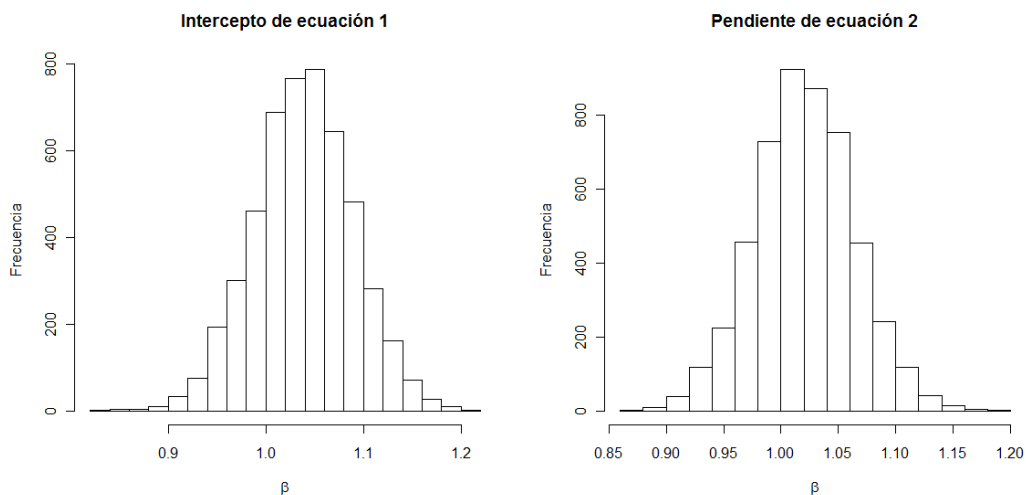 Intercepto de ecuación 1
Frecuencia
800
600
400
200
0
0.9 1.0 1.1 1.2
β
Pendiente de ecuación 2
Frecuencia
800
600
400
200
0
0.85 0.90 0.95 1.00 1.05 1.10 1.15 1.20
β